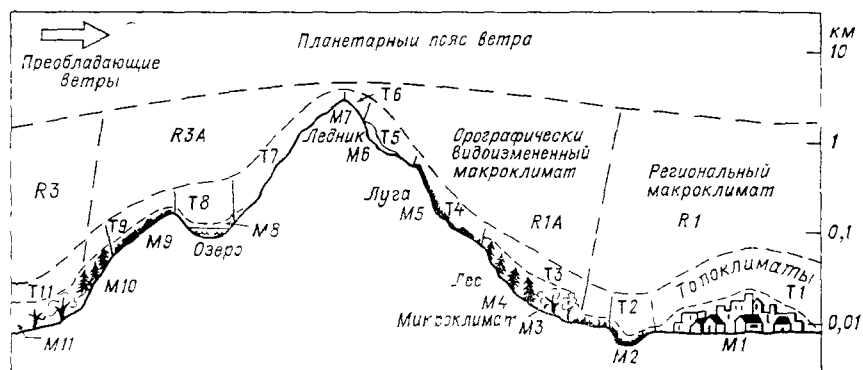 Планетарный пояс ветра
км
Преобладающие
ветры
10
R3A
T6
M7
Ледник
T5
M6
Орографически
видоизмененный
макроклимат
1
R3
T7
Региональный
макроклимат
T8
Луга
M5
T4
R1A
R1
T9
M9
Озеро
M8
0,1
T11
M10
Лес
T3
M4
Микроклимат
M3
T2
Топоклиматы
T1
0,01
M11
M2
M1